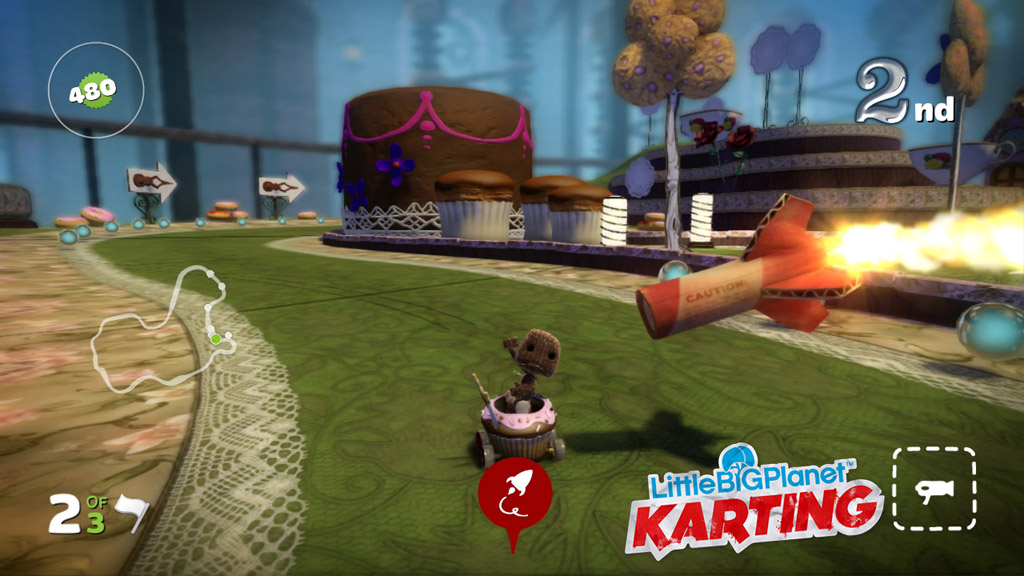 480
2nd
CAUTION
2 OF 3
LittleBIGPlanet™
KARTING